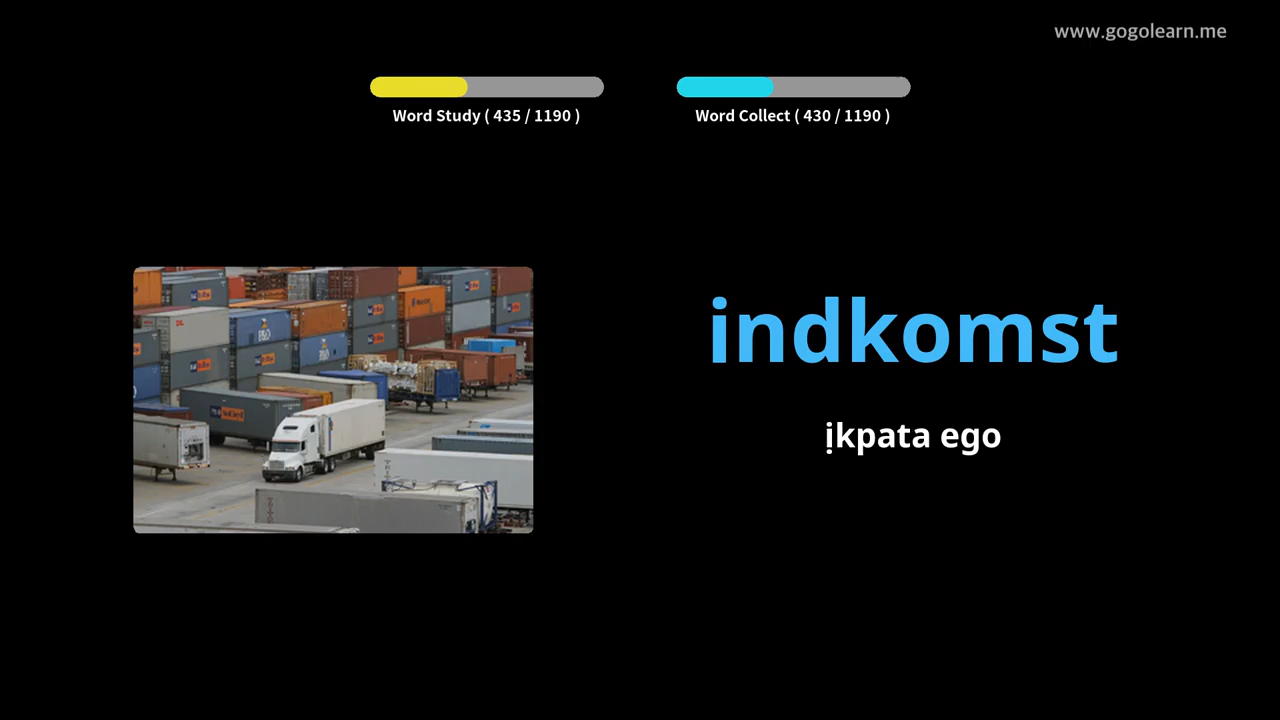 www.gogolearn.me
Word Study ( 435 / 1190 )
Word Collect ( 430 / 1190 )
indkomst
ịkpata ego